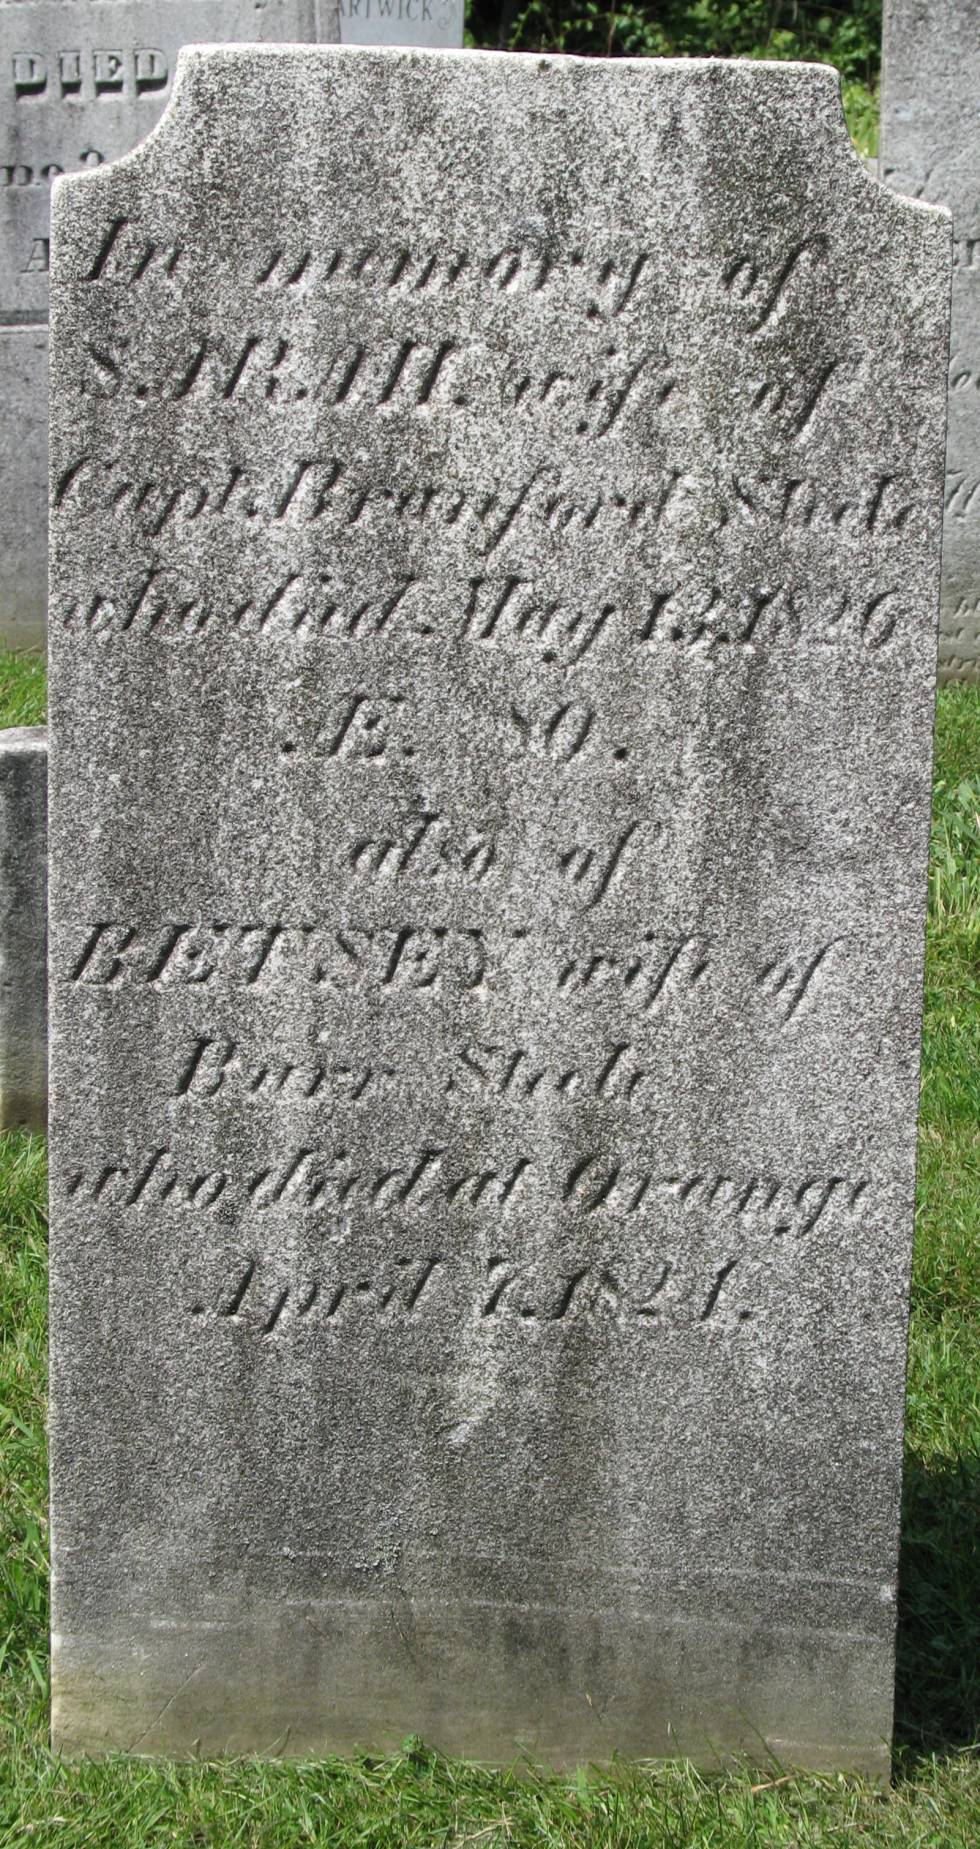 ARTWICK
DIED
In memory of
SARAH. wife of
Capt. Branford Steele
who died May 13, 1826
Æ. 80.
also of
BETSEY wife of
Burr Steele
who died at Orange
April 7. 1821.